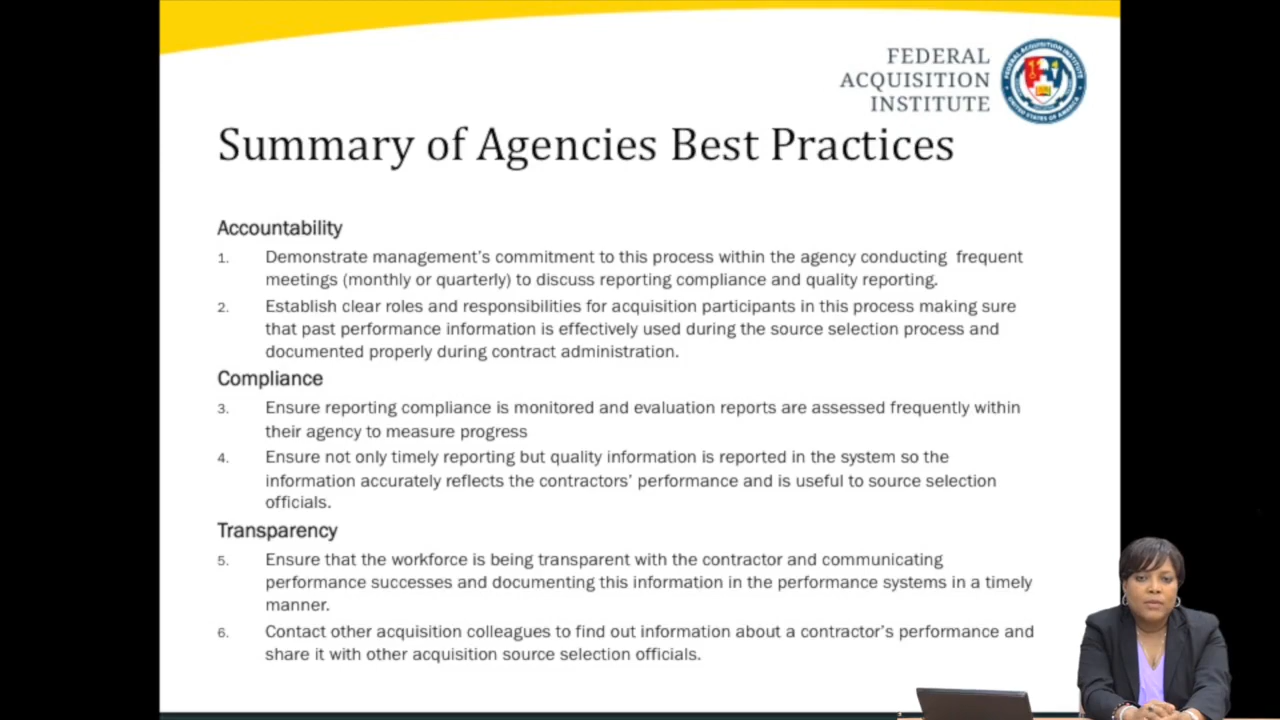 FEDERAL
ACQUISITION
INSTITUTE
FEDERAL ACQUISITION INSTITUTE
UNITED STATES OF AMERICA
Summary of Agencies Best Practices
Accountability
1. Demonstrate management's commitment to this process within the agency conducting frequent
meetings (monthly or quarterly) to discuss reporting compliance and quality reporting.
2. Establish clear roles and responsibilities for acquisition participants in this process making sure
that past performance information is effectively used during the source selection process and
documented properly during contract administration.
Compliance
3. Ensure reporting compliance is monitored and evaluation reports are assessed frequently within
their agency to measure progress
4. Ensure not only timely reporting but quality information is reported in the system so the
information accurately reflects the contractors' performance and is useful to source selection
officials.
Transparency
5. Ensure that the workforce is being transparent with the contractor and communicating
performance successes and documenting this information in the performance systems in a timely
manner.
6. Contact other acquisition colleagues to find out information about a contractor's performance and
share it with other acquisition source selection officials.